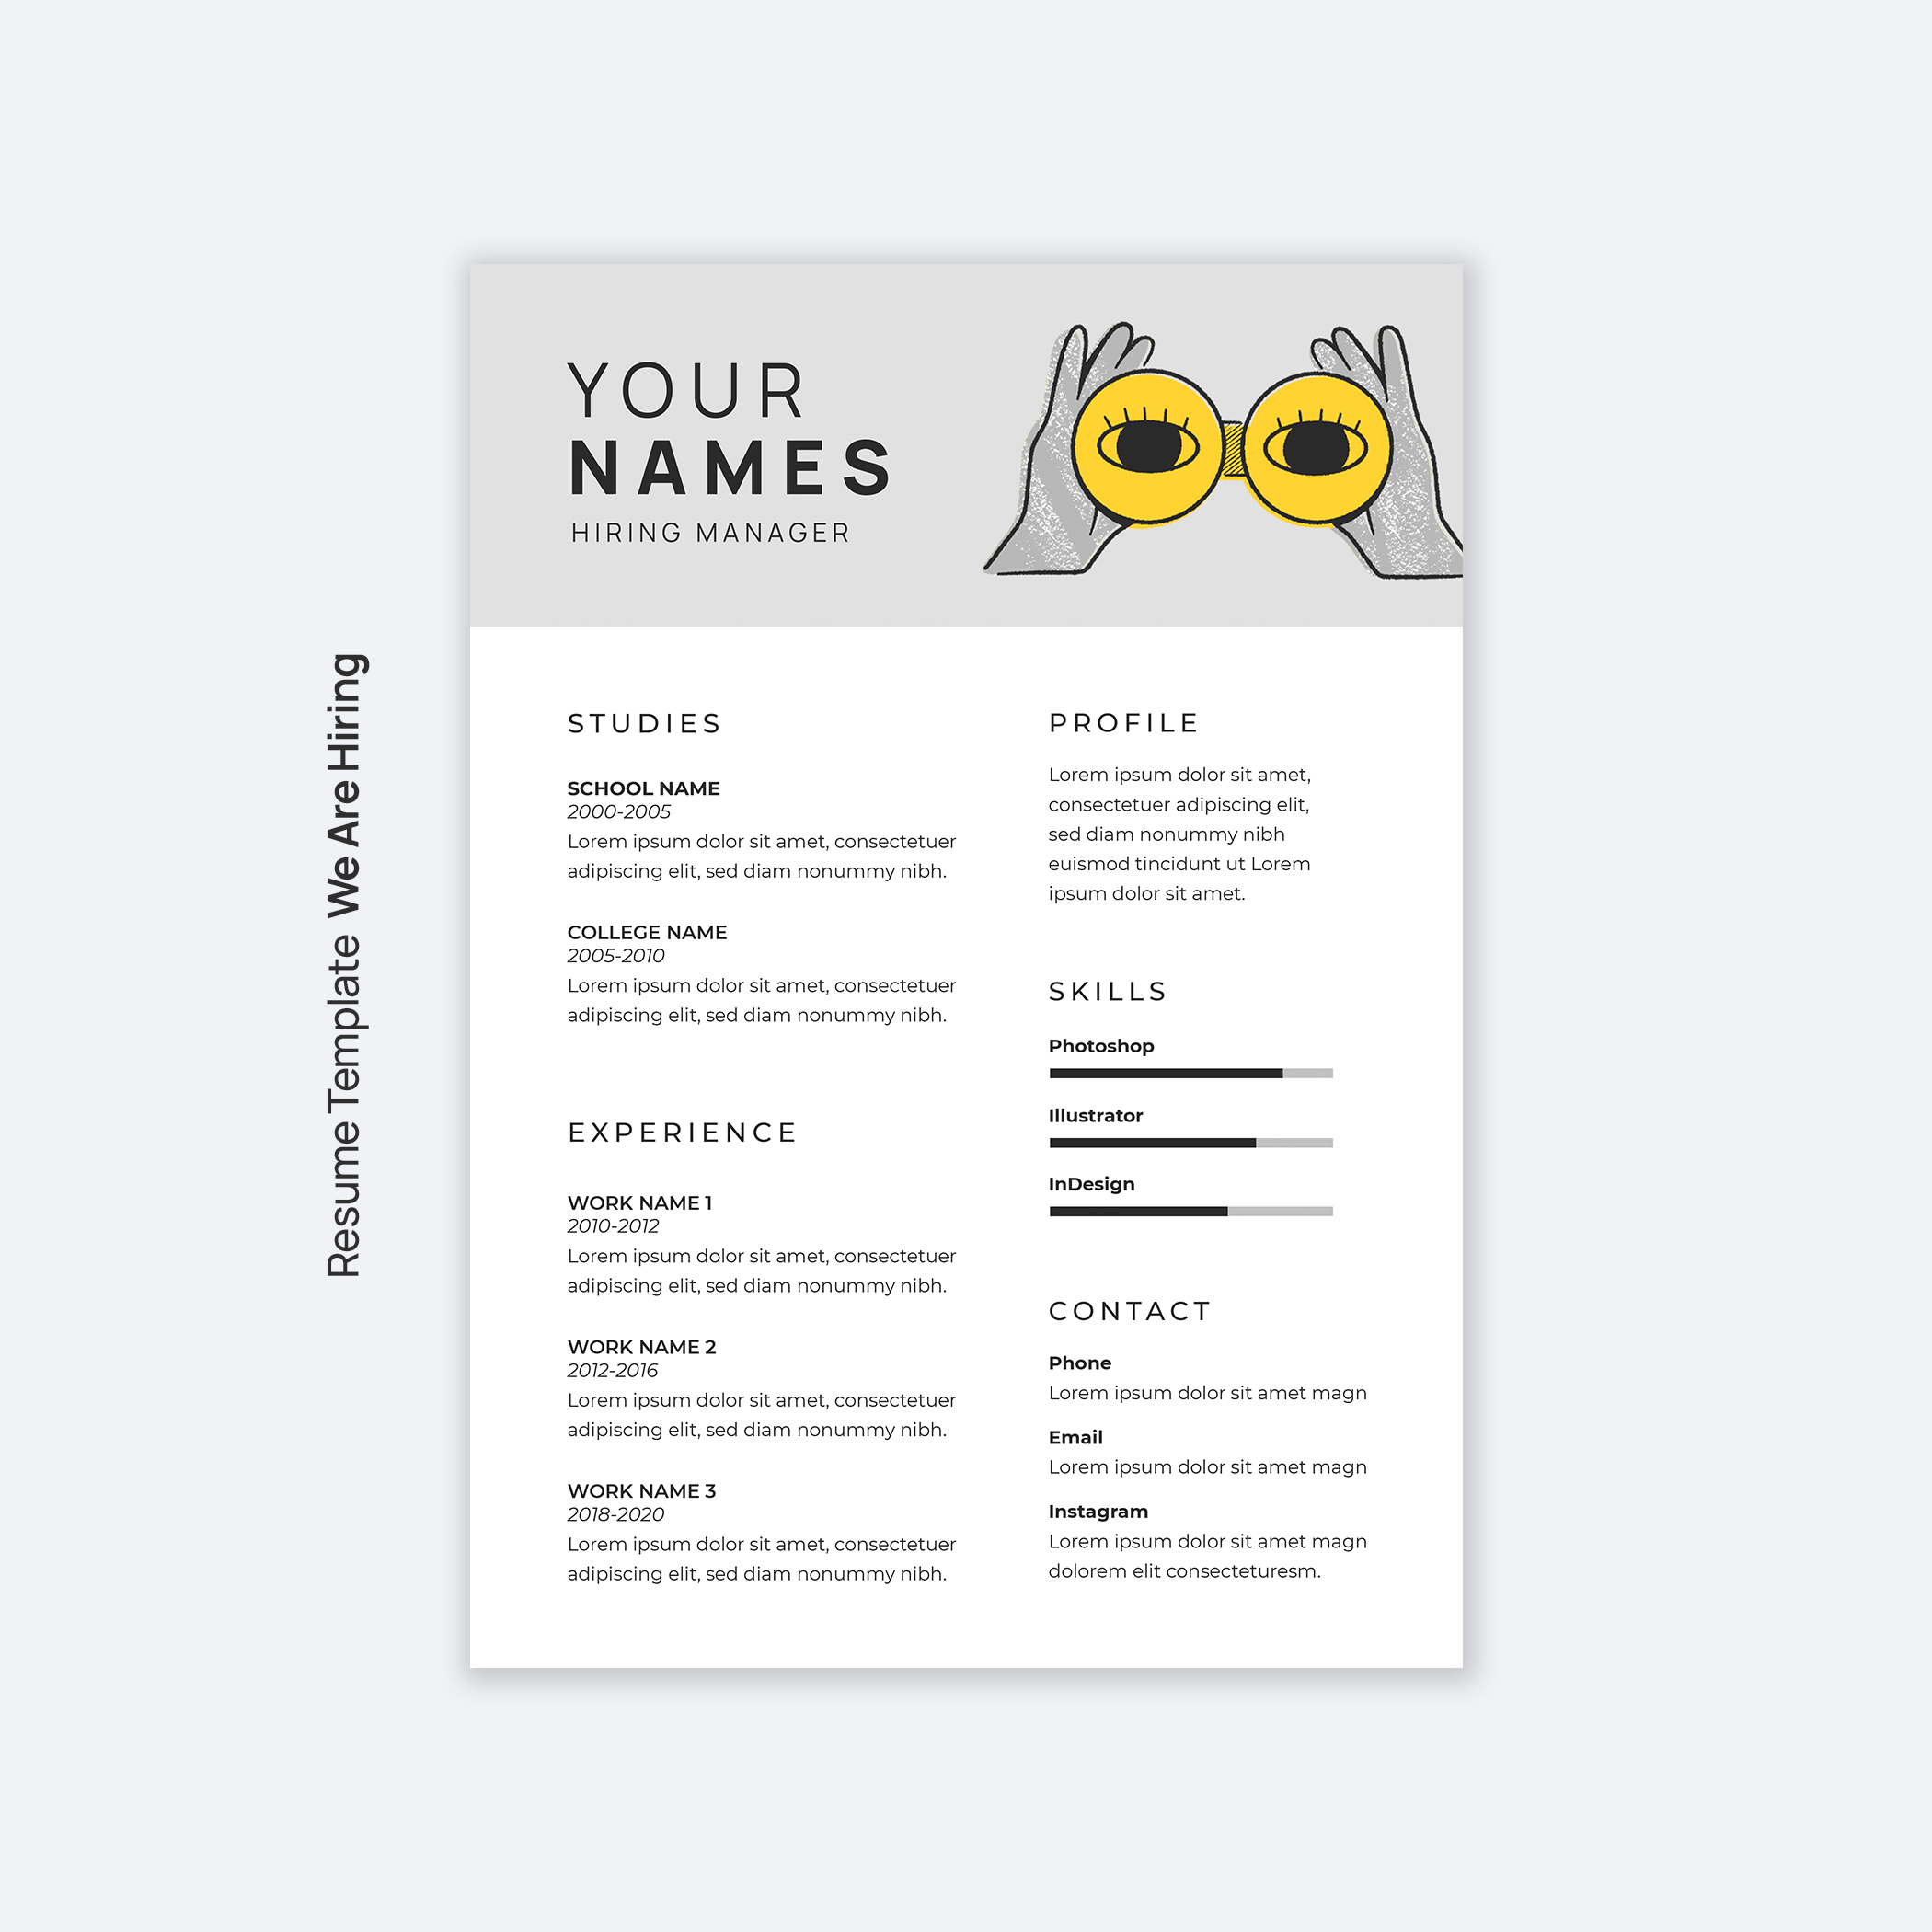 Resume Template We Are Hiring
YOUR
NAMES
HIRING MANAGER
STUDIES
SCHOOL NAME
2000-2005
Lorem ipsum dolor sit amet, consectetuer
adipiscing elit, sed diam nonummy nibh.
COLLEGE NAME
2005-2010
Lorem ipsum dolor sit amet, consectetuer
adipiscing elit, sed diam nonummy nibh.
EXPERIENCE
WORK NAME 1
2010-2012
Lorem ipsum dolor sit amet, consectetuer
adipiscing elit, sed diam nonummy nibh.
WORK NAME 2
2012-2016
Lorem ipsum dolor sit amet, consectetuer
adipiscing elit, sed diam nonummy nibh.
WORK NAME 3
2018-2020
Lorem ipsum dolor sit amet, consectetuer
adipiscing elit, sed diam nonummy nibh.
PROFILE
Lorem ipsum dolor sit amet,
consectetuer adipiscing elit,
sed diam nonummy nibh
euismod tincidunt ut Lorem
ipsum dolor sit amet.
SKILLS
Photoshop
Illustrator
InDesign
CONTACT
Phone
Lorem ipsum dolor sit amet magn
Email
Lorem ipsum dolor sit amet magn
Instagram
Lorem ipsum dolor sit amet magn
dolorem elit consecteturesm.